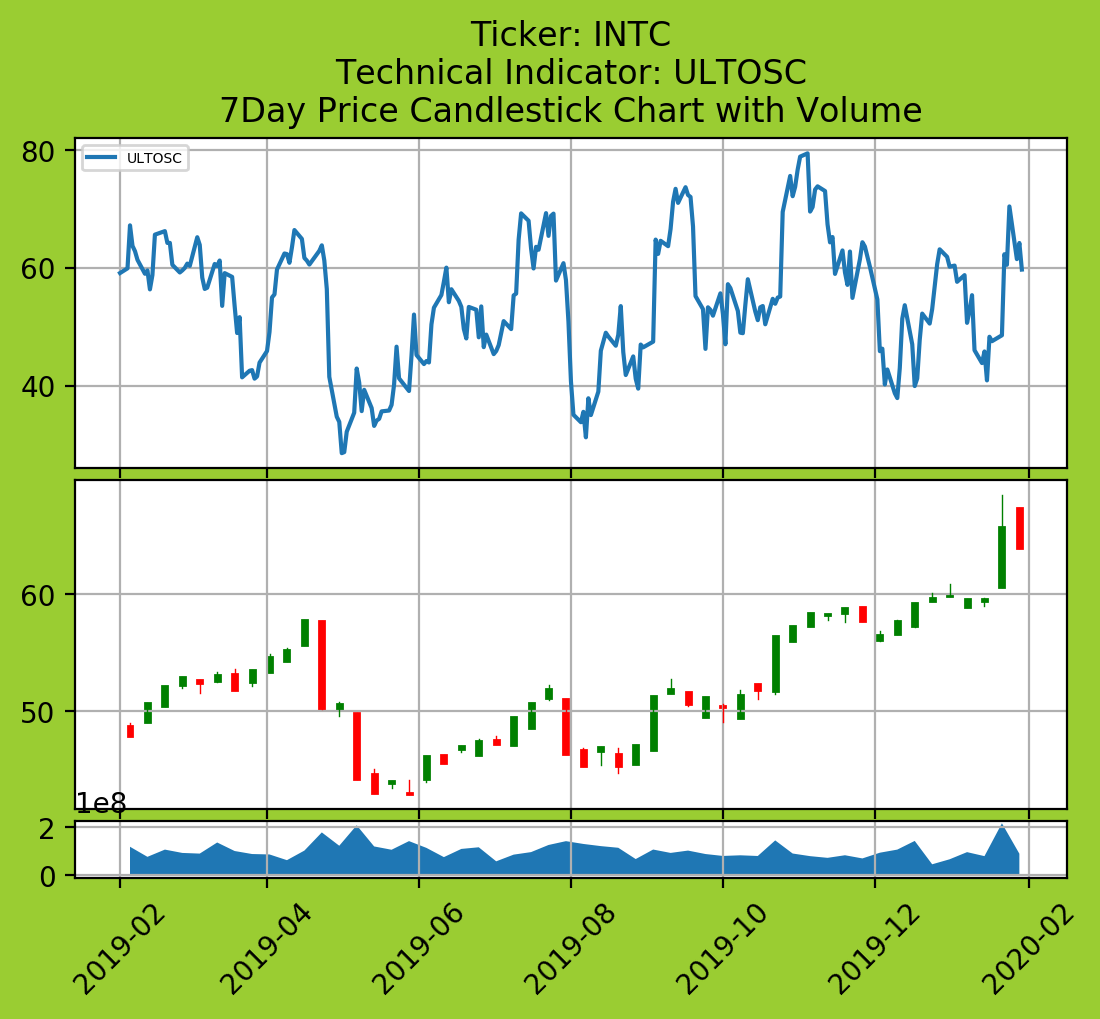 Ticker: INTC
Technical Indicator: ULTOSC
7Day Price Candlestick Chart with Volume
80
ULTOSC
60
40
60
50
1e8
2
0
2019-02
2019-04
2019-06
2019-08
2019-10
2019-12
2020-02